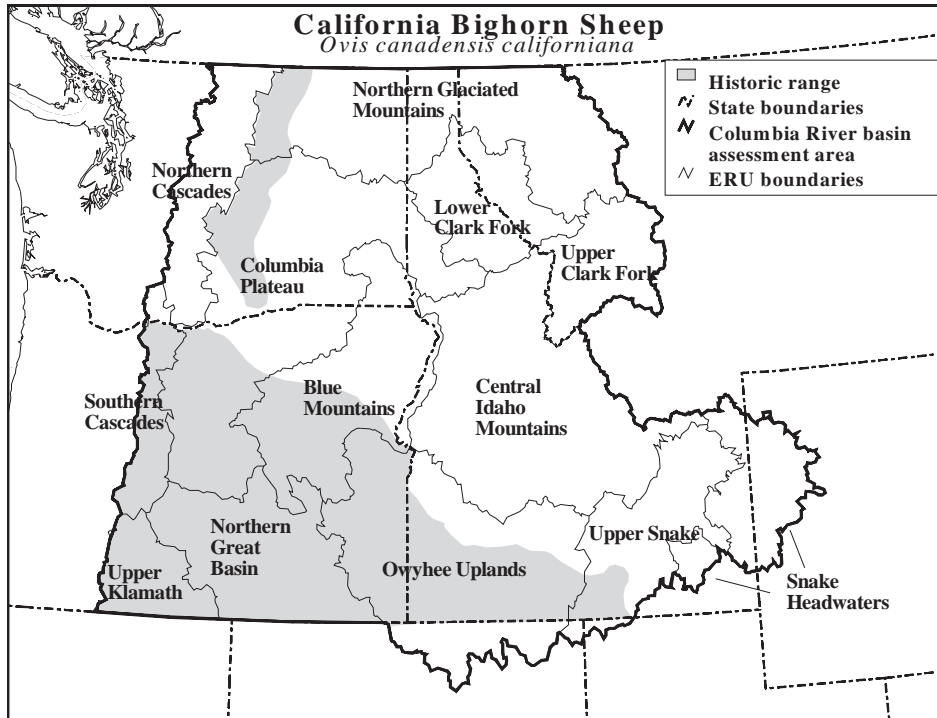 California Bighorn Sheep
Ovis canadensis californiana
Historic range
State boundaries
Columbia River basin
assessment area
ERU boundaries
Northern Glaciated
Mountains
Northern
Cascades
Lower
Clark Fork
Upper
Clark Fork
Columbia
Plateau
Blue
Mountains
Central
Idaho
Mountains
Southern
Cascades
Northern
Great
Basin
Upper Snake
Owyhee Uplands
Upper
Klamath
Snake
Headwaters